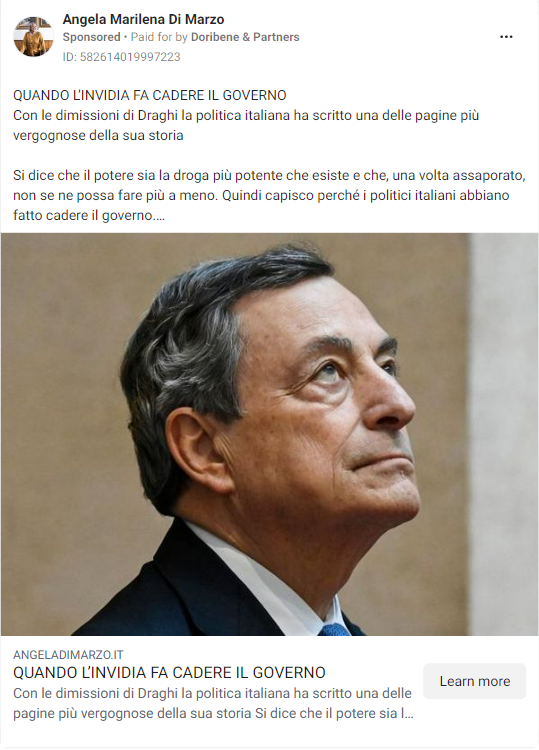 Angela Marilena Di Marzo
Sponsored • Paid for by Doribene & Partners
ID: 582614019997223
QUANDO L'INVIDIA FA CADERE IL GOVERNO
Con le dimissioni di Draghi la politica italiana ha scritto una delle pagine più
vergognose della sua storia
Si dice che il potere sia la droga più potente che esiste e che, una volta assaporato,
non se ne possa fare più a meno. Quindi capisco perché i politici italiani abbiano
fatto cadere il governo....
ANGELADIMARZO.IT
QUANDO L'INVIDIA FA CADERE IL GOVERNO
Con le dimissioni di Draghi la politica italiana ha scritto una delle
pagine più vergognose della sua storia Si dice che il potere sia l...
Learn more